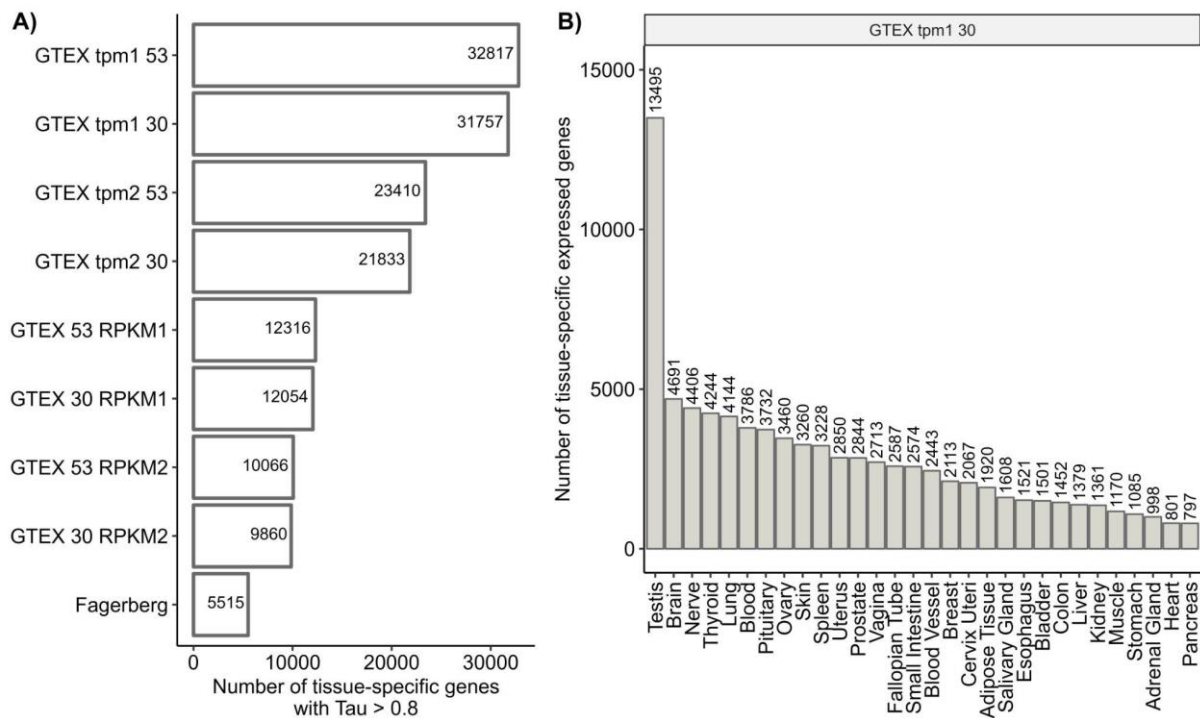 A)
GTEX tpm1 53
32817
GTEX tpm1 30
31757
GTEX tpm2 53
23410
GTEX tpm2 30
21833
GTEX 53 RPKM1
12316
GTEX 30 RPKM1
12054
GTEX 53 RPKM2
10066
GTEX 30 RPKM2
9860
Fagerberg
5515
0
10000
20000
30000
Number of tissue-specific genes
with Tau > 0.8
B)
GTEX tpm1 30
Number of tissue-specific expressed genes
15000
10000
5000
0
13495
4691
4406
4244
4144
3786
3732
3460
3260
3228
2850
2844
2713
2587
2574
2443
2113
2067
1920
1608
1521
1501
1452
1379
1361
1170
1085
998
801
797
Testis
Brain
Nerve
Thyroid
Lung
Blood
Pituitary
Ovary
Skin
Spleen
Uterus
Prostate
Vagina
Fallopian Tube
Small Intestine
Blood Vessel
Breast
Cervix Uteri
Adipose Tissue
Salivary Gland
Esophagus
Bladder
Colon
Liver
Kidney
Muscle
Stomach
Adrenal Gland
Heart
Pancreas